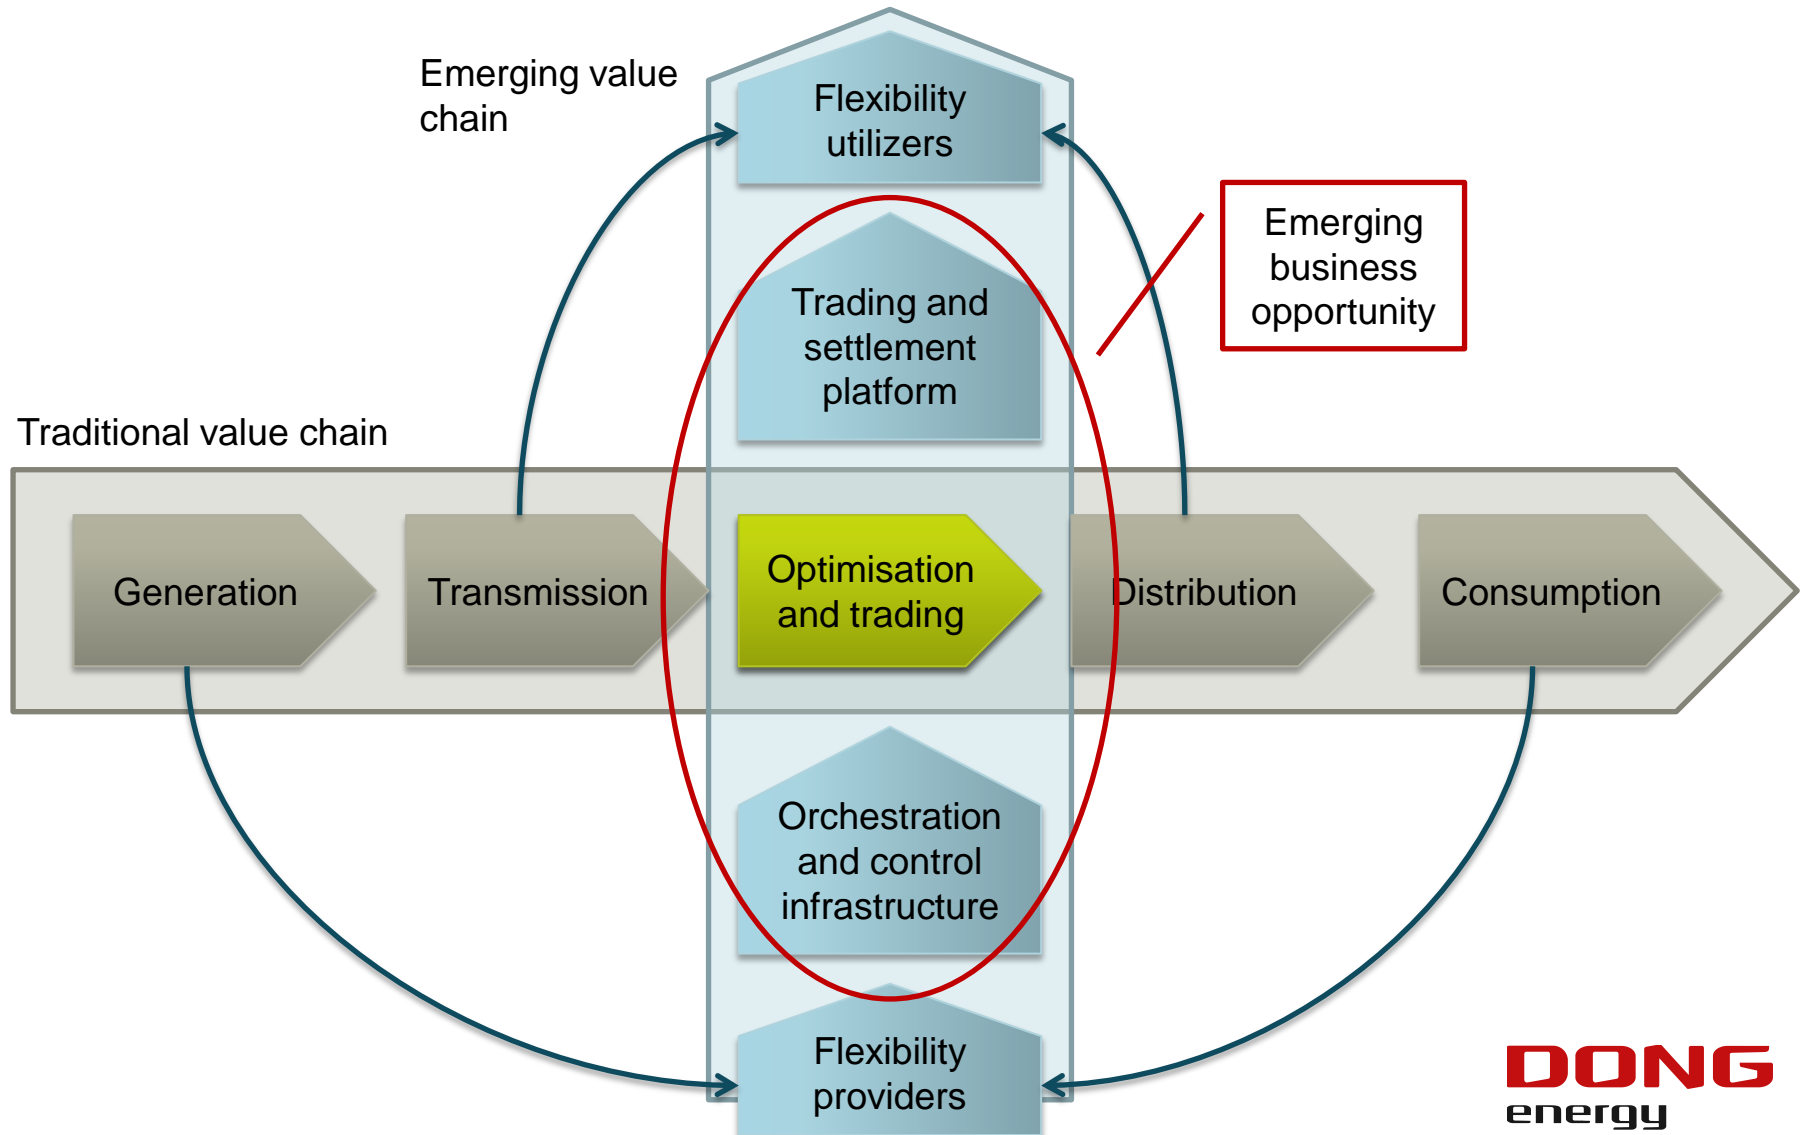 Emerging value
chain
Flexibility
utilizers
Emerging
business
opportunity
Trading and
settlement
platform
Traditional value chain
Generation
Transmission
Optimisation
and trading
Distribution
Consumption
Orchestration
and control
infrastructure
Flexibility
providers
DONG
energy